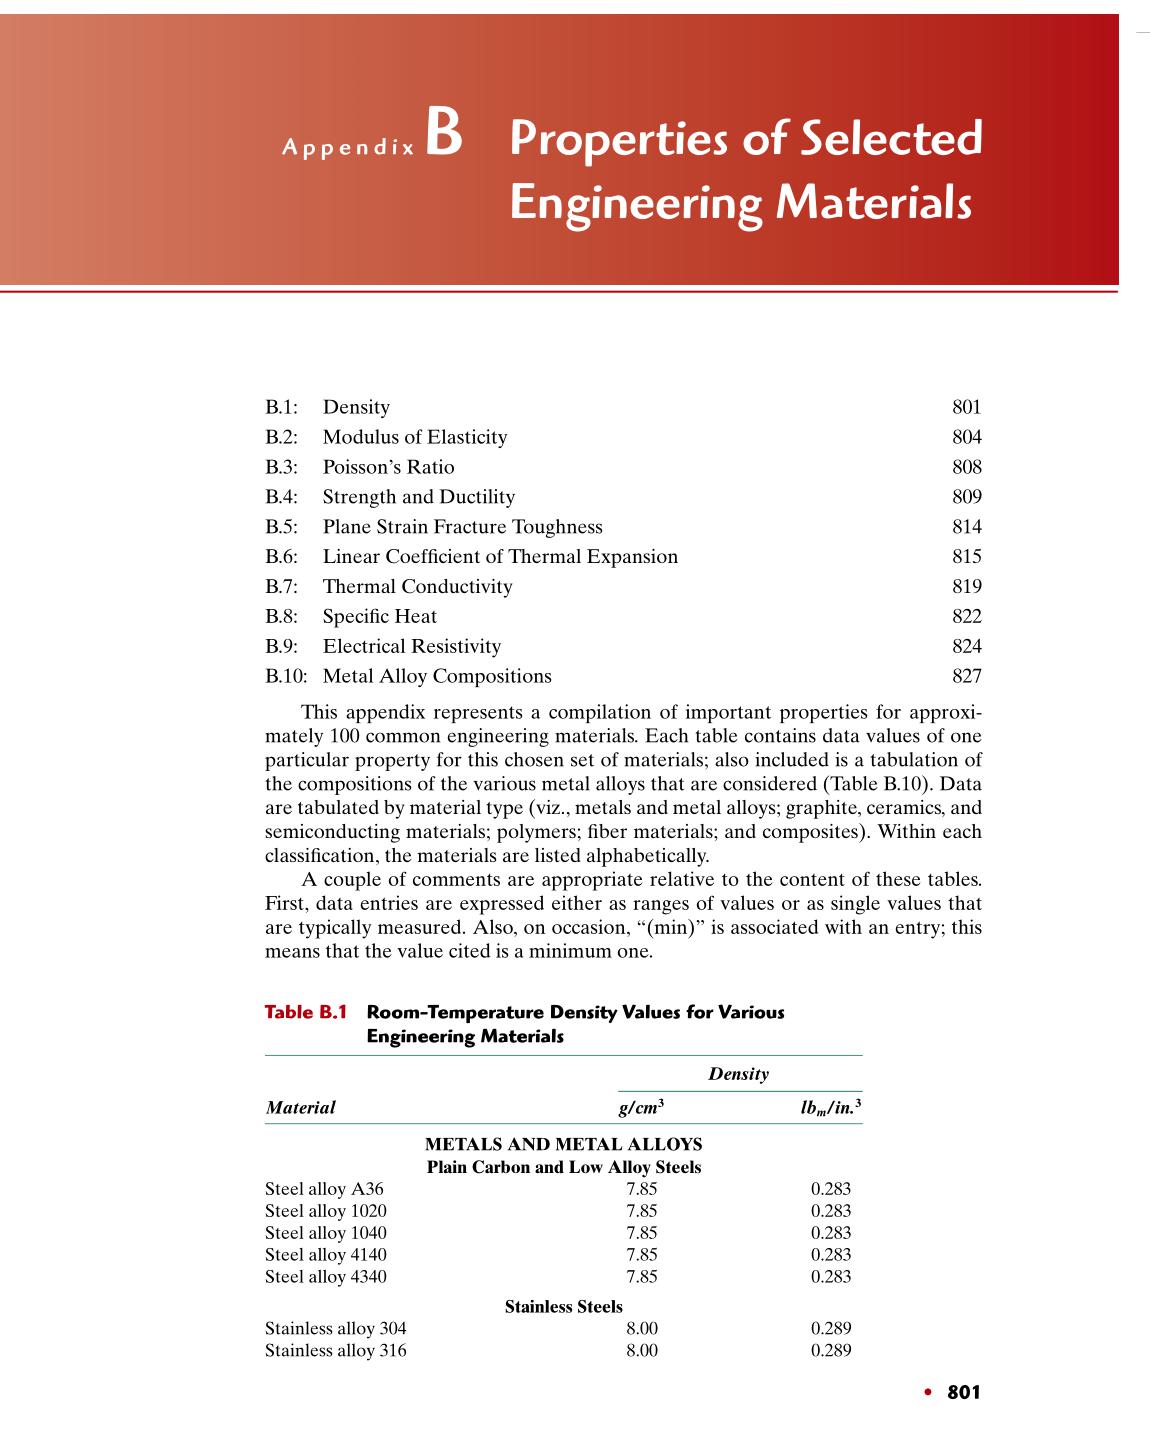 Appendix B Properties of Selected
Engineering Materials
B.1: Density 801
B.2: Modulus of Elasticity 804
B.3: Poisson’s Ratio 808
B.4: Strength and Ductility 809
B.5: Plane Strain Fracture Toughness 814
B.6: Linear Coefficient of Thermal Expansion 815
B.7: Thermal Conductivity 819
B.8: Specific Heat 822
B.9: Electrical Resistivity 824
B.10: Metal Alloy Compositions 827
This appendix represents a compilation of important properties for approxi-
mately 100 common engineering materials. Each table contains data values of one
particular property for this chosen set of materials; also included is a tabulation of
the compositions of the various metal alloys that are considered (Table B.10). Data
are tabulated by material type (viz., metals and metal alloys; graphite, ceramics, and
semiconducting materials; polymers; fiber materials; and composites). Within each
classification, the materials are listed alphabetically.
A couple of comments are appropriate relative to the content of these tables.
First, data entries are expressed either as ranges of values or as single values that
are typically measured. Also, on occasion, “(min)” is associated with an entry; this
means that the value cited is a minimum one.
Table B.1 Room-Temperature Density Values for Various
Engineering Materials
Density
Material g/cm³ lbₘ/in.³
METALS AND METAL ALLOYS
Plain Carbon and Low Alloy Steels
Steel alloy A36 7.85 0.283
Steel alloy 1020 7.85 0.283
Steel alloy 1040 7.85 0.283
Steel alloy 4140 7.85 0.283
Steel alloy 4340 7.85 0.283
Stainless Steels
Stainless alloy 304 8.00 0.289
Stainless alloy 316 8.00 0.289
• 801